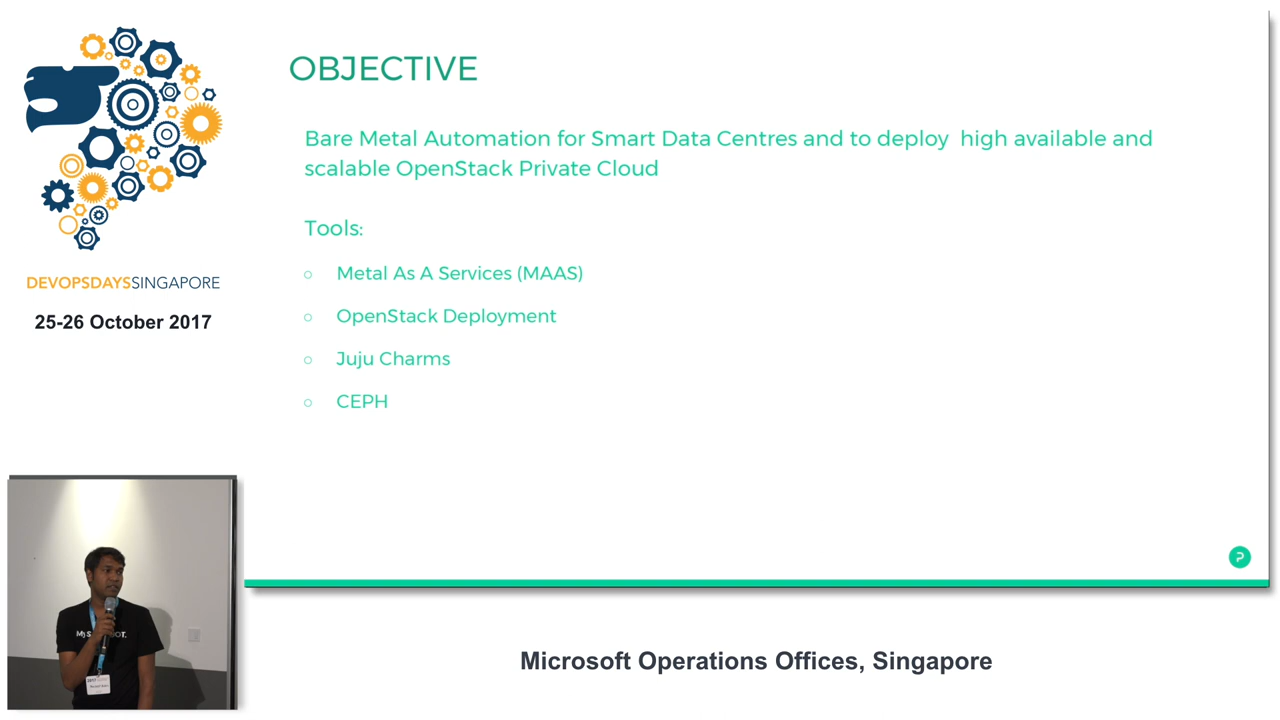 OBJECTIVE
Bare Metal Automation for Smart Data Centres and to deploy high available and
scalable OpenStack Private Cloud
Tools:
Metal As A Services (MAAS)
OpenStack Deployment
Juju Charms
CEPH
DEVOPSDAYSSINGAPORE
25-26 October 2017
Microsoft Operations Offices, Singapore